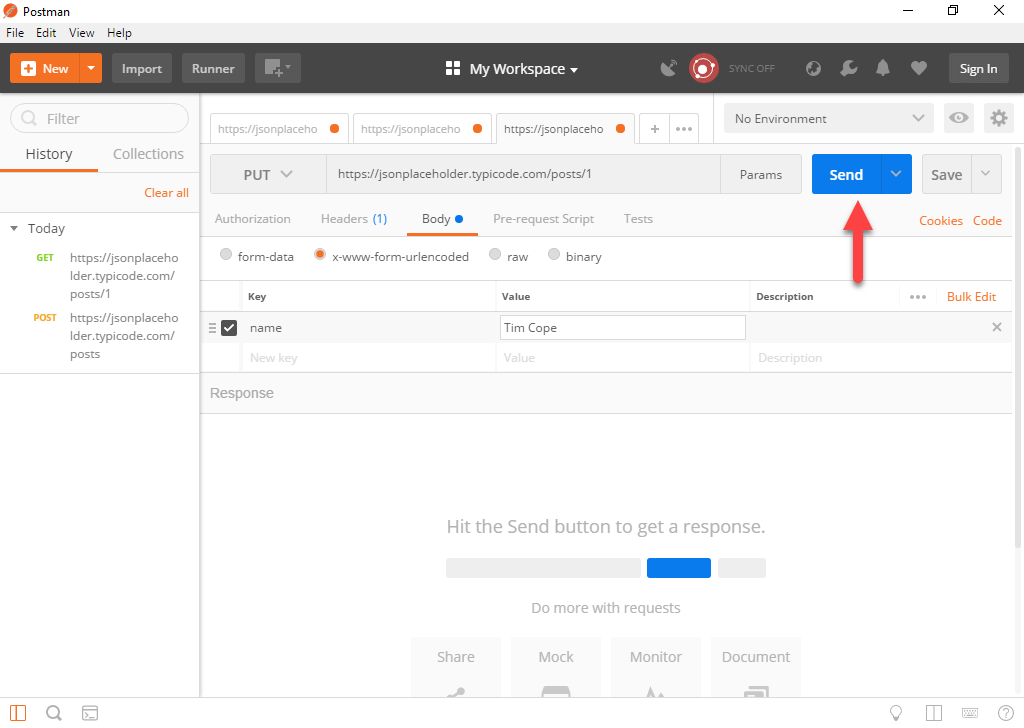 Postman
File Edit View Help
New Import Runner My Workspace SYNC OFF Sign In
Filter
History Collections
Clear all
Today
GET https://jsonplaceho
lder.typicode.com/
posts/1
POST https://jsonplaceho
lder.typicode.com/
posts
https://jsonplaceho https://jsonplaceho https://jsonplaceho + ••• No Environment
PUT https://jsonplaceholder.typicode.com/posts/1 Params Send Save
Authorization Headers (1) Body Pre-request Script Tests Cookies Code
form-data x-www-form-urlencoded raw binary
Key Value Description ••• Bulk Edit
name Tim Cope
New key Value Description
Response
Hit the Send button to get a response.
Do more with requests
Share Mock Monitor Document